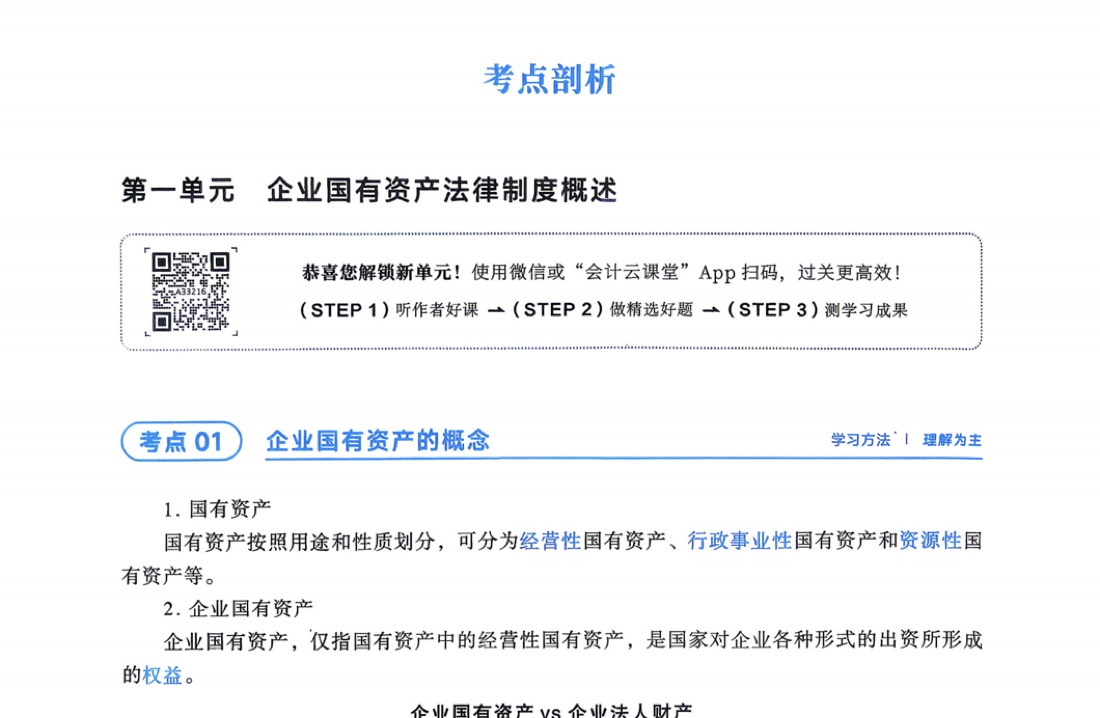 考点剖析
第一单元 企业国有资产法律制度概述
A33216
恭喜您解锁新单元！使用微信或“会计云课堂”App 扫码，过关更高效！
（STEP 1）听作者好课 →（STEP 2）做精选好题 →（STEP 3）测学习成果
考点 01 企业国有资产的概念 学习方法 | 理解为主
1. 国有资产
国有资产按照用途和性质划分，可分为经营性国有资产、行政事业性国有资产和资源性国
有资产等。
2. 企业国有资产
企业国有资产，仅指国有资产中的经营性国有资产，是国家对企业各种形式的出资所形成
的权益。
企业国有资产 vs 企业法人财产